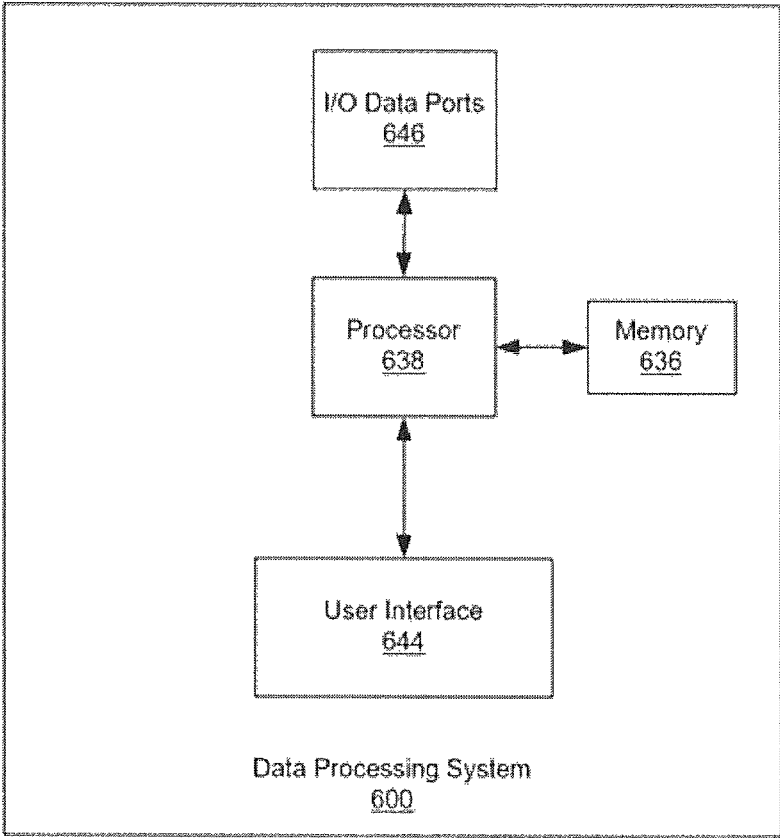 I/O Data Ports
646
Processor
638
Memory
636
User Interface
644
Data Processing System
600